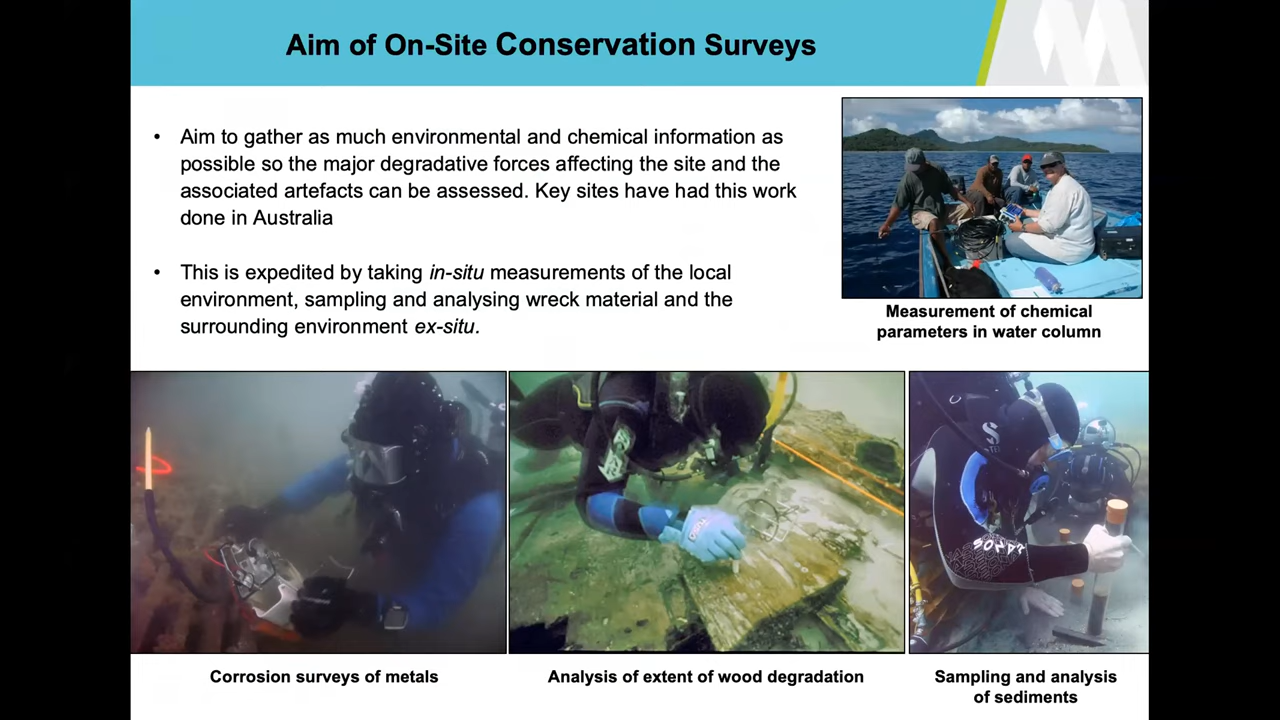 Aim of On-Site Conservation Surveys
• Aim to gather as much environmental and chemical information as
possible so the major degradative forces affecting the site and the
associated artefacts can be assessed. Key sites have had this work
done in Australia
• This is expedited by taking in-situ measurements of the local
environment, sampling and analysing wreck material and the
surrounding environment ex-situ.
Measurement of chemical
parameters in water column
Corrosion surveys of metals
Analysis of extent of wood degradation
Sampling and analysis
of sediments